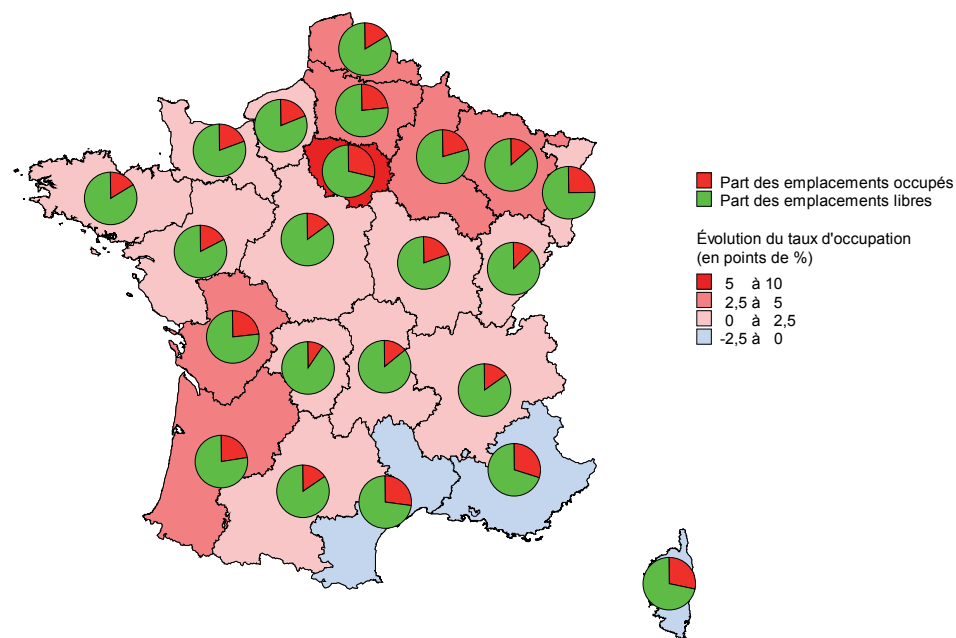 Part des emplacements occupés
Part des emplacements libres
Évolution du taux d'occupation
(en points de %)
5 à 10
2,5 à 5
0 à 2,5
-2,5 à 0